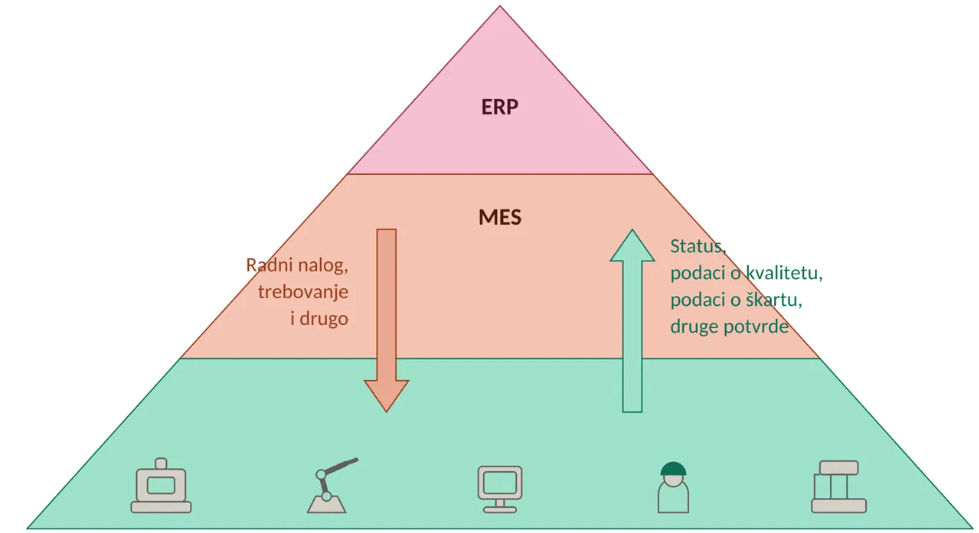 ERP
MES
Radni nalog,
trebovanje
i drugo
Status,
podaci o kvalitetu,
podaci o škartu,
druge potvrde